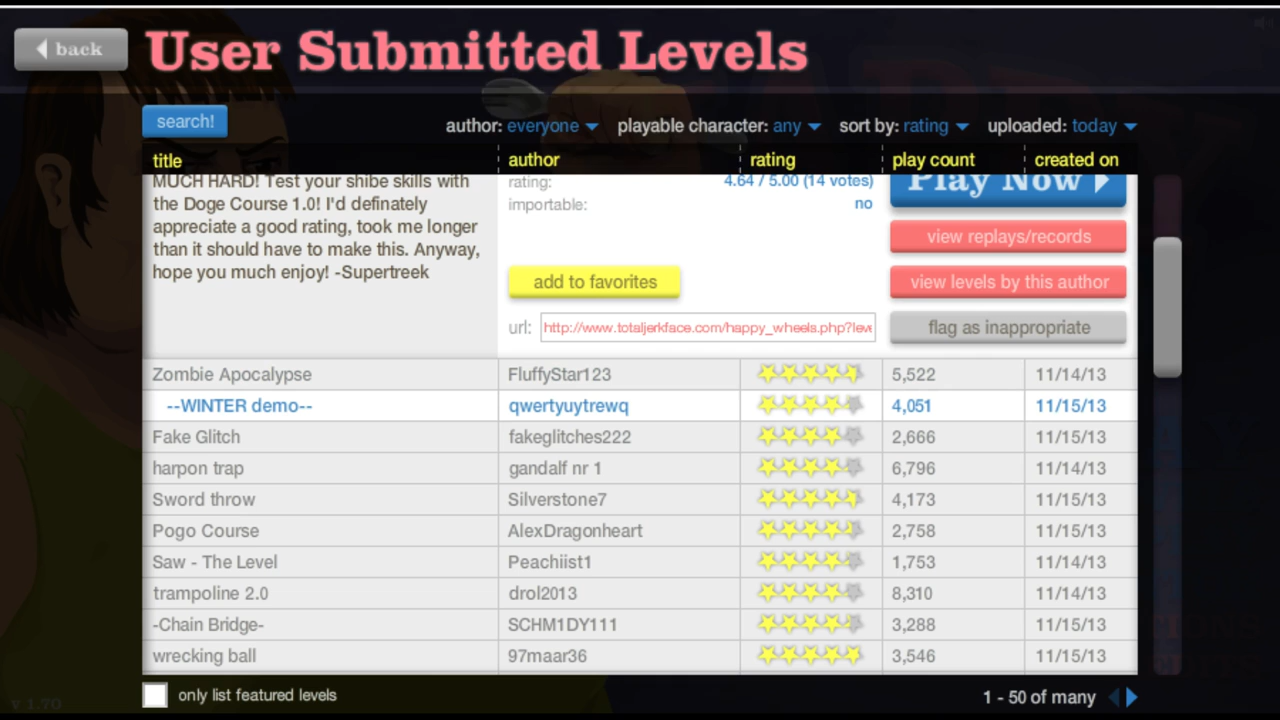 back
User Submitted Levels
search!
author: everyone playable character: any sort by: rating uploaded: today
title author rating play count created on
MUCH HARD! Test your shibe skills with
the Doge Course 1.0! I'd definately
appreciate a good rating, took me longer
than it should have to make this. Anyway,
hope you much enjoy! -Supertreek
rating: 4.64 / 5.00 (14 votes)
importable: no
add to favorites
url: http://www.totaljerkface.com/happy_wheels.php?leve
Play Now
view replays/records
view levels by this author
flag as inappropriate
Zombie Apocalypse FluffyStar123 5,522 11/14/13
--WINTER demo-- qwertyuytrewq 4,051 11/15/13
Fake Glitch fakeglitches222 2,666 11/15/13
harpon trap gandalf nr 1 6,796 11/14/13
Sword throw Silverstone7 4,173 11/15/13
Pogo Course AlexDragonheart 2,758 11/15/13
Saw - The Level Peachiist1 1,753 11/14/13
trampoline 2.0 drol2013 8,310 11/14/13
-Chain Bridge- SCHM1DY111 3,288 11/15/13
wrecking ball 97maar36 3,546 11/15/13
only list featured levels
1 - 50 of many
v 1.70